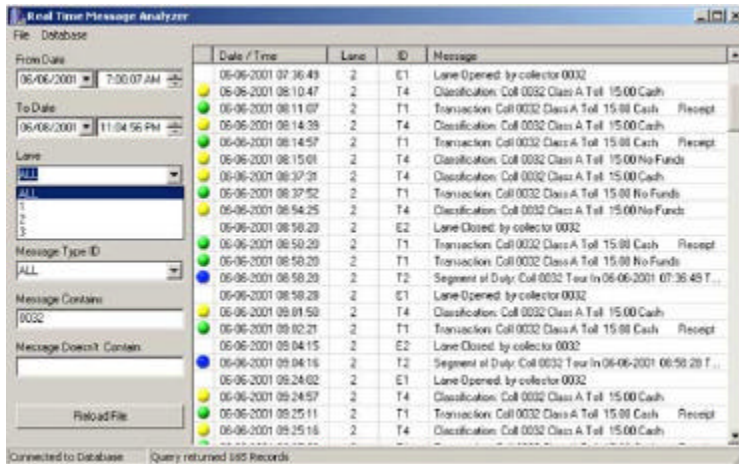 Real Time Message Analyzer
File Database
From Date
06/06/2001 7:00:07 AM
To Date
06/08/2001 11:04:56 PM
Lane
ALL
ALL
1
2
3
Message Type ID
ALL
Message Contains
0032
Message Doesn't Contain
Reload File
Date / Time Lane ID Message
06-06-2001 07:36:49 2 E1 Lane Opened: by collector 0032
06-06-2001 08:10:47 2 T4 Classification: Coll 0032 Class A Toll 15.00 Cash
06-06-2001 08:11:07 2 T1 Transaction: Coll 0032 Class A Toll 15.00 Cash Receipt
06-06-2001 08:14:39 2 T4 Classification: Coll 0032 Class A Toll 15.00 Cash
06-06-2001 08:14:57 2 T1 Transaction: Coll 0032 Class A Toll 15.00 Cash Receipt
06-06-2001 08:15:01 2 T4 Classification: Coll 0032 Class A Toll 15.00 No Funds
06-06-2001 08:37:31 2 T4 Classification: Coll 0032 Class A Toll 15.00 Cash
06-06-2001 08:37:52 2 T1 Transaction: Coll 0032 Class A Toll 15.00 No Funds
06-06-2001 08:54:25 2 T4 Classification: Coll 0032 Class A Toll 15.00 No Funds
06-06-2001 08:58:20 2 E2 Lane Closed: by collector 0032
06-06-2001 08:58:20 2 T1 Transaction: Coll 0032 Class A Toll 15.00 Cash Receipt
06-06-2001 08:58:20 2 T1 Transaction: Coll 0032 Class A Toll 15.00 No Funds
06-06-2001 08:58:20 2 T2 Segment of Duty: Coll 0032 Tour In 06-06-2001 07:36:49 T...
06-06-2001 08:58:28 2 E1 Lane Opened: by collector 0032
06-06-2001 09:01:50 2 T4 Classification: Coll 0032 Class A Toll 15.00 Cash
06-06-2001 09:02:21 2 T1 Transaction: Coll 0032 Class A Toll 15.00 Cash Receipt
06-06-2001 09:04:15 2 E2 Lane Closed: by collector 0032
06-06-2001 09:04:16 2 T2 Segment of Duty: Coll 0032 Tour In 06-06-2001 08:58:28 T...
06-06-2001 09:24:02 2 E1 Lane Opened: by collector 0032
06-06-2001 09:24:57 2 T4 Classification: Coll 0032 Class A Toll 15.00 Cash
06-06-2001 09:25:11 2 T1 Transaction: Coll 0032 Class A Toll 15.00 Cash Receipt
06-06-2001 09:25:16 2 T4 Classification: Coll 0032 Class A Toll 15.00 Cash
Connected to Database Query returned 165 Records